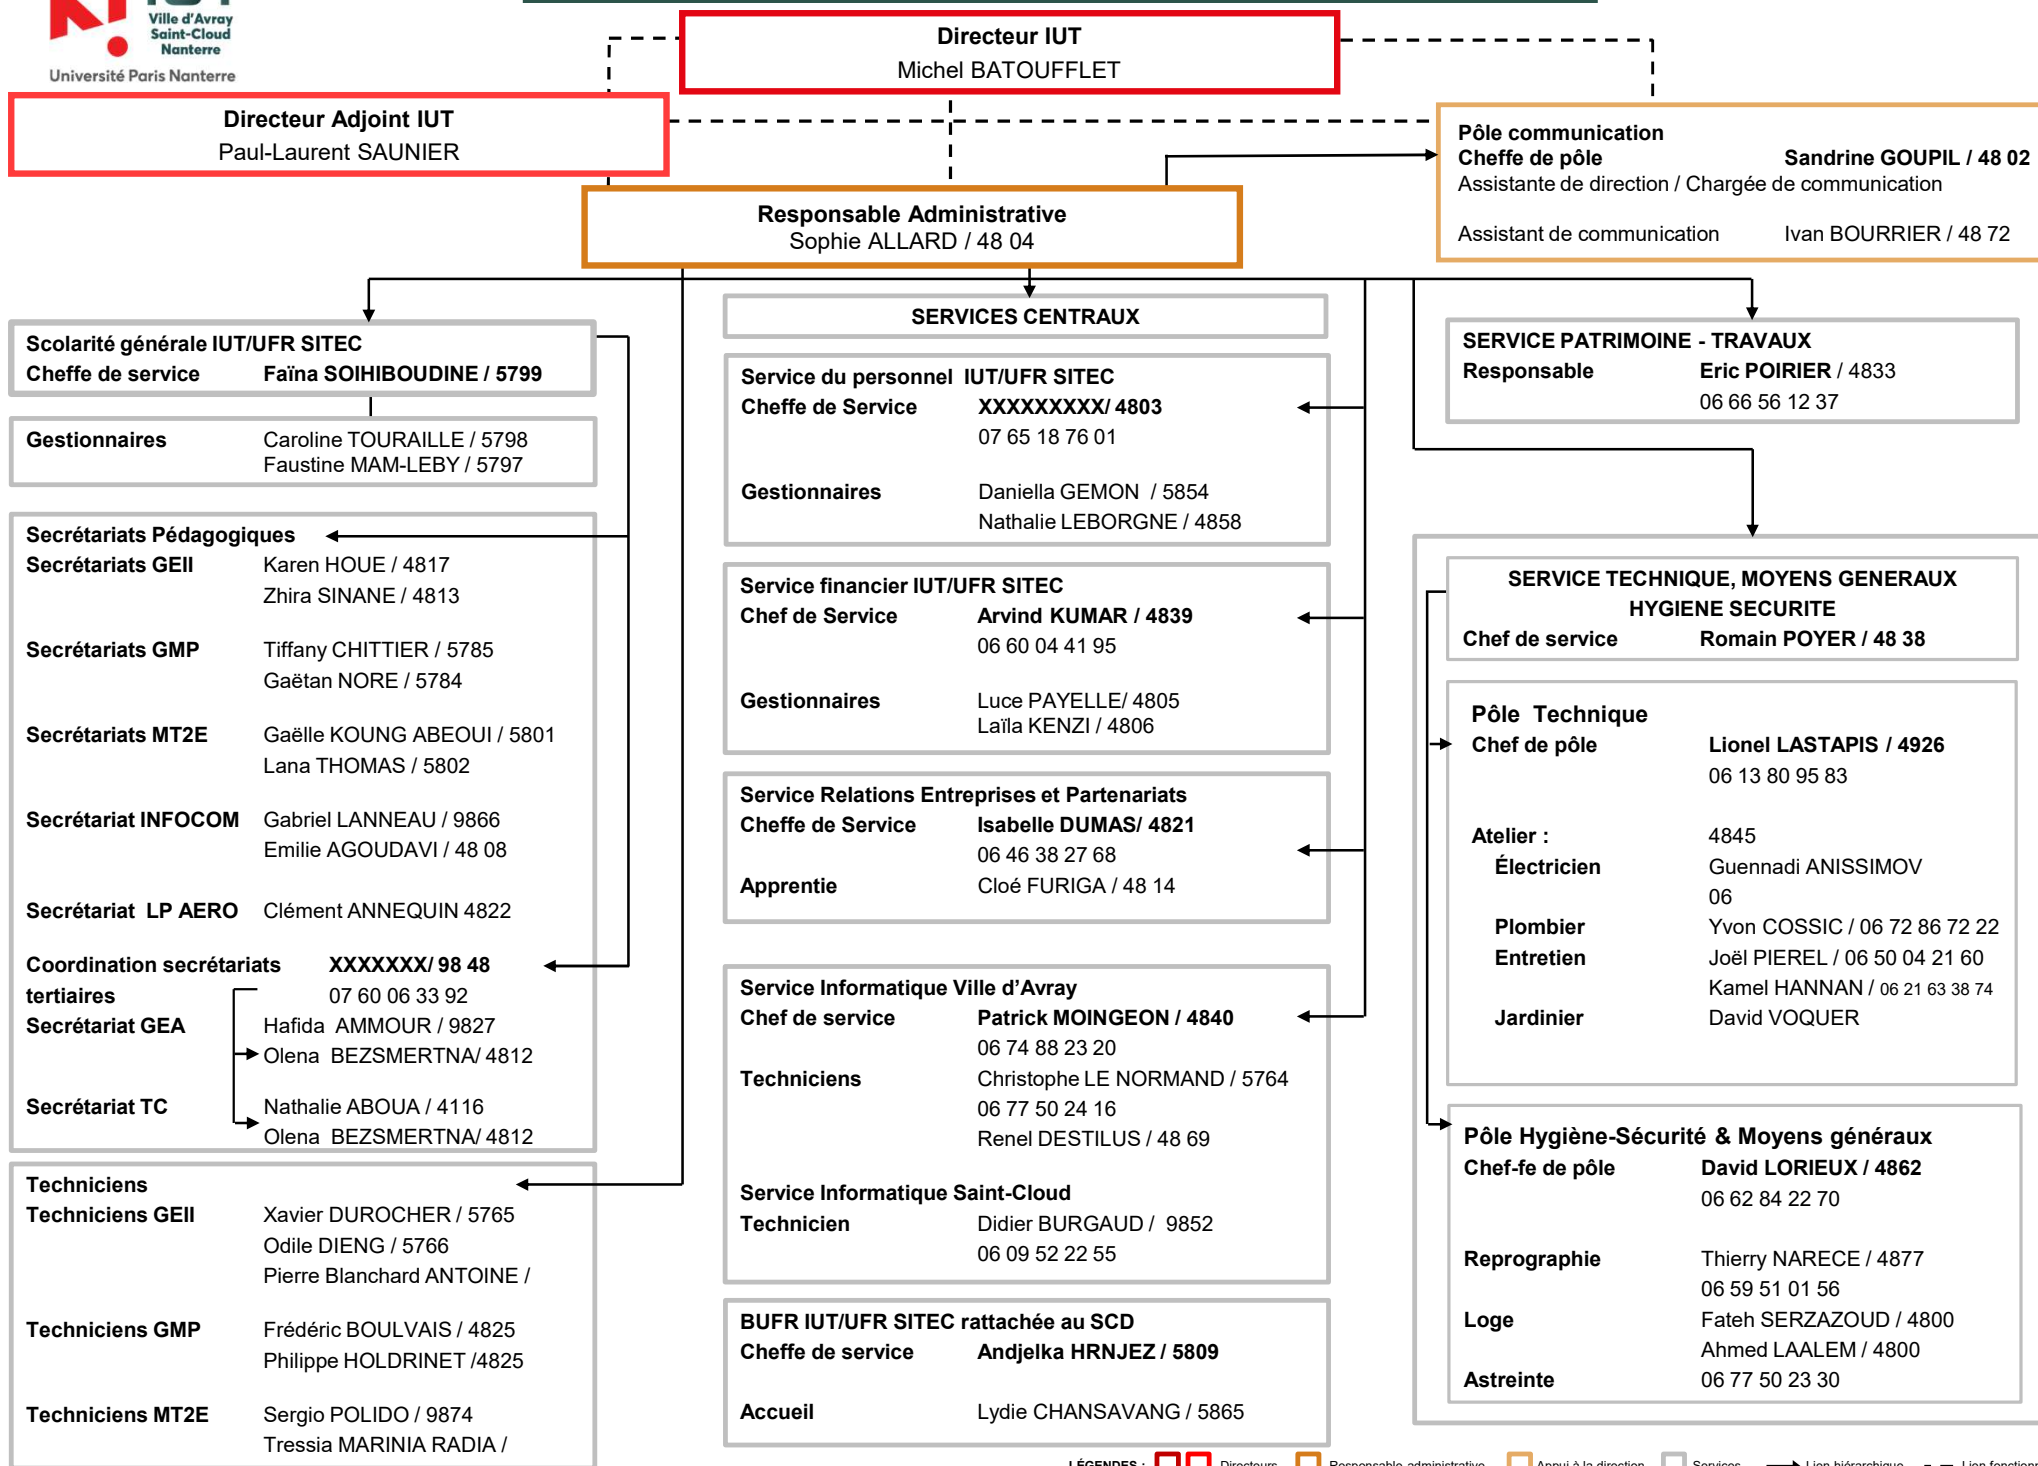 Ville d'Avray
Saint-Cloud
Nanterre
Université Paris Nanterre
Directeur IUT
Michel BATOUFFLET
Directeur Adjoint IUT
Paul-Laurent SAUNIER
Pôle communication
Cheffe de pôle Sandrine GOUPIL / 48 02
Assistante de direction / Chargée de communication
Assistant de communication Ivan BOURRIER / 48 72
Responsable Administrative
Sophie ALLARD / 48 04
Scolarité générale IUT/UFR SITEC
Cheffe de service Faïna SOIHIBOUDINE / 5799
Gestionnaires Caroline TOURAILLE / 5798
Faustine MAM-LEBY / 5797
Secrétariats Pédagogiques
Secrétariats GEII Karen HOUE / 4817
Zhira SINANE / 4813
Secrétariats GMP Tiffany CHITTIER / 5785
Gaëtan NORE / 5784
Secrétariats MT2E Gaëlle KOUNG ABEOUI / 5801
Lana THOMAS / 5802
Secrétariat INFOCOM Gabriel LANNEAU / 9866
Emilie AGOUDAVI / 48 08
Secrétariat LP AERO Clément ANNEQUIN 4822
Coordination secrétariats XXXXXXX/ 98 48
tertiaires 07 60 06 33 92
Secrétariat GEA Hafida AMMOUR / 9827
Olena BEZSMERTNA/ 4812
Secrétariat TC Nathalie ABOUA / 4116
Olena BEZSMERTNA/ 4812
Techniciens
Techniciens GEII Xavier DUROCHER / 5765
Odile DIENG / 5766
Pierre Blanchard ANTOINE /
Techniciens GMP Frédéric BOULVAIS / 4825
Philippe HOLDRINET /4825
Techniciens MT2E Sergio POLIDO / 9874
Tressia MARINIA RADIA /
SERVICES CENTRAUX
Service du personnel IUT/UFR SITEC
Cheffe de Service XXXXXXXXX/ 4803
07 65 18 76 01
Gestionnaires Daniella GEMON / 5854
Nathalie LEBORGNE / 4858
Service financier IUT/UFR SITEC
Chef de Service Arvind KUMAR / 4839
06 60 04 41 95
Gestionnaires Luce PAYELLE/ 4805
Laïla KENZI / 4806
Service Relations Entreprises et Partenariats
Cheffe de Service Isabelle DUMAS/ 4821
06 46 38 27 68
Apprentie Cloé FURIGA / 48 14
Service Informatique Ville d'Avray
Chef de service Patrick MOINGEON / 4840
06 74 88 23 20
Techniciens Christophe LE NORMAND / 5764
06 77 50 24 16
Renel DESTILUS / 48 69
Service Informatique Saint-Cloud
Technicien Didier BURGAUD / 9852
06 09 52 22 55
BUFR IUT/UFR SITEC rattachée au SCD
Cheffe de service Andjelka HRNJEZ / 5809
Accueil Lydie CHANSAVANG / 5865
SERVICE PATRIMOINE - TRAVAUX
Responsable Eric POIRIER / 4833
06 66 56 12 37
SERVICE TECHNIQUE, MOYENS GENERAUX
HYGIENE SECURITE
Chef de service Romain POYER / 48 38
Pôle Technique
Chef de pôle Lionel LASTAPIS / 4926
06 13 80 95 83
Atelier : 4845
Électricien Guennadi ANISSIMOV
06
Plombier Yvon COSSIC / 06 72 86 72 22
Entretien Joël PIEREL / 06 50 04 21 60
Kamel HANNAN / 06 21 63 38 74
Jardinier David VOQUER
Pôle Hygiène-Sécurité & Moyens généraux
Chef-fe de pôle David LORIEUX / 4862
06 62 84 22 70
Reprographie Thierry NARECE / 4877
06 59 51 01 56
Loge Fateh SERZAZOUD / 4800
Ahmed LAALEM / 4800
Astreinte 06 77 50 23 30
LÉGENDES : Directeurs Responsable administrative Appui à la direction Services Lien hiérarchique Lien fonctionn